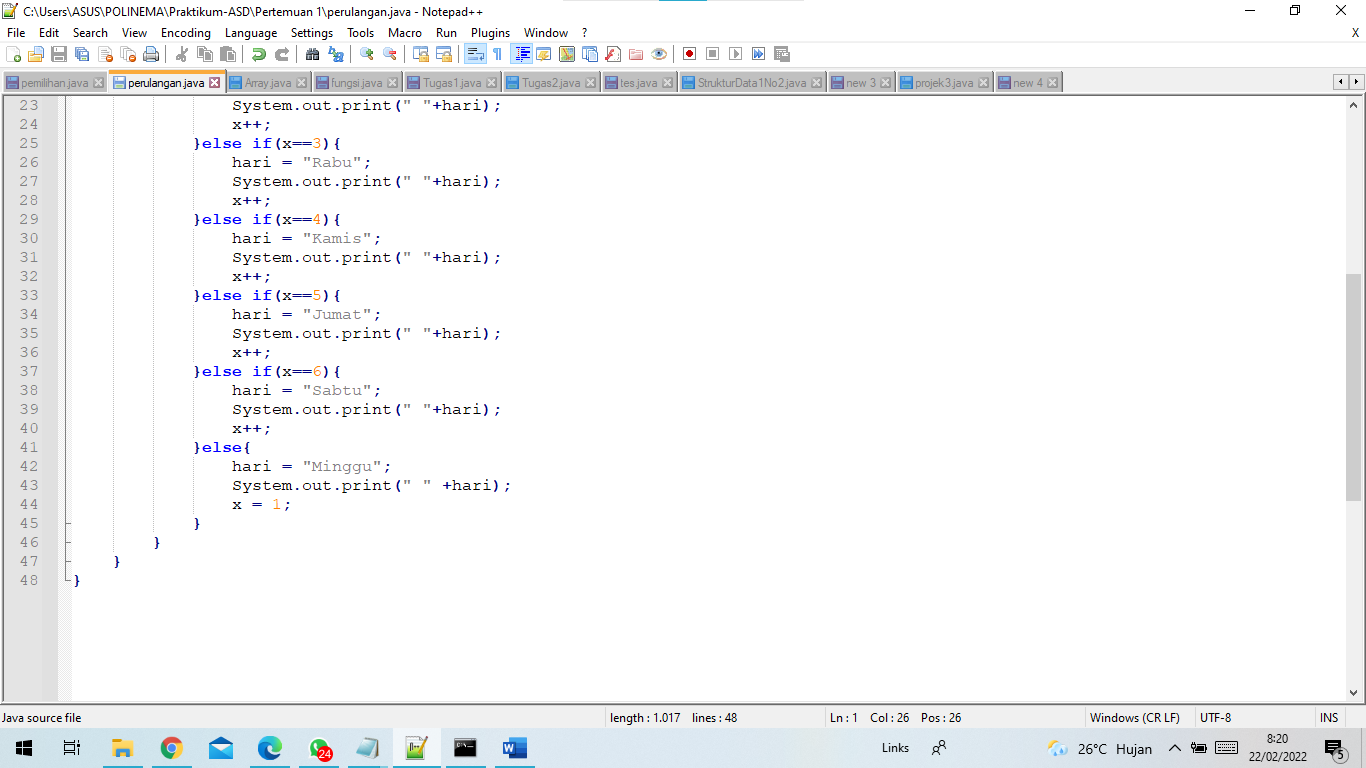 C:\Users\ASUS\POLINEMA\Praktikum-ASD\Pertemuan 1\perulangan.java - Notepad++
File Edit Search View Encoding Language Settings Tools Macro Run Plugins Window ? X
pemilihan.java perulangan.java Array.java fungsi.java Tugas1.java Tugas2.java tes.java StrukturData1No2.java new 3 projek3.java new 4
23 System.out.print(" "+hari);
24 x++;
25 }else if(x==3){
26 hari = "Rabu";
27 System.out.print(" "+hari);
28 x++;
29 }else if(x==4){
30 hari = "Kamis";
31 System.out.print(" "+hari);
32 x++;
33 }else if(x==5){
34 hari = "Jumat";
35 System.out.print(" "+hari);
36 x++;
37 }else if(x==6){
38 hari = "Sabtu";
39 System.out.print(" "+hari);
40 x++;
41 }else{
42 hari = "Minggu";
43 System.out.print(" " +hari);
44 x = 1;
45 }
46 }
47 }
48 }
Java source file length : 1.017 lines : 48 Ln : 1 Col : 26 Pos : 26 Windows (CR LF) UTF-8 INS
24 Links 26°C Hujan 8:20
22/02/2022 5